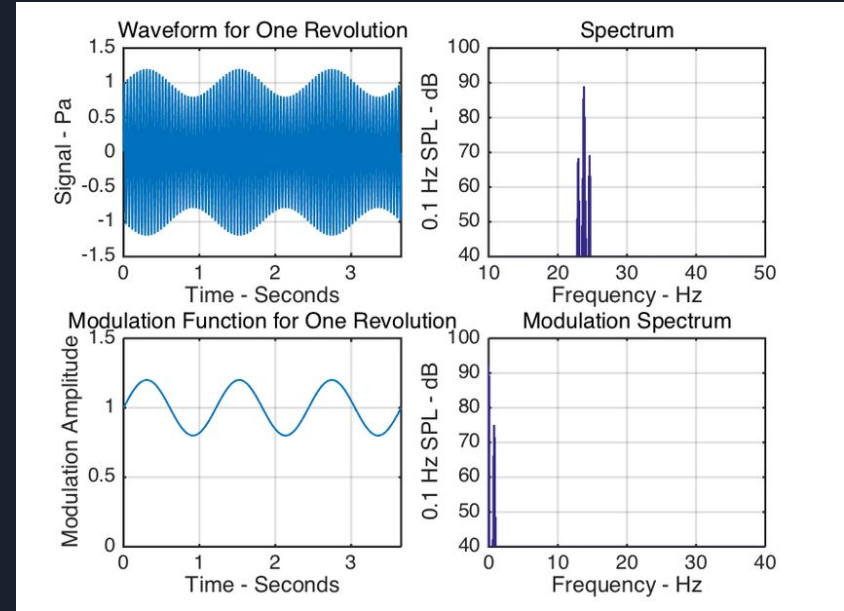 Waveform for One Revolution
1.5
1
0.5
0
-0.5
-1
-1.5
Signal - Pa
0 1 2 3
Time - Seconds
Spectrum
100
90
80
70
60
50
40
0.1 Hz SPL - dB
10 20 30 40 50
Frequency - Hz
Modulation Function for One Revolution
1.5
1
0.5
0
Modulation Amplitude
0 1 2 3
Time - Seconds
Modulation Spectrum
100
90
80
70
60
50
40
0.1 Hz SPL - dB
0 10 20 30 40
Frequency - Hz